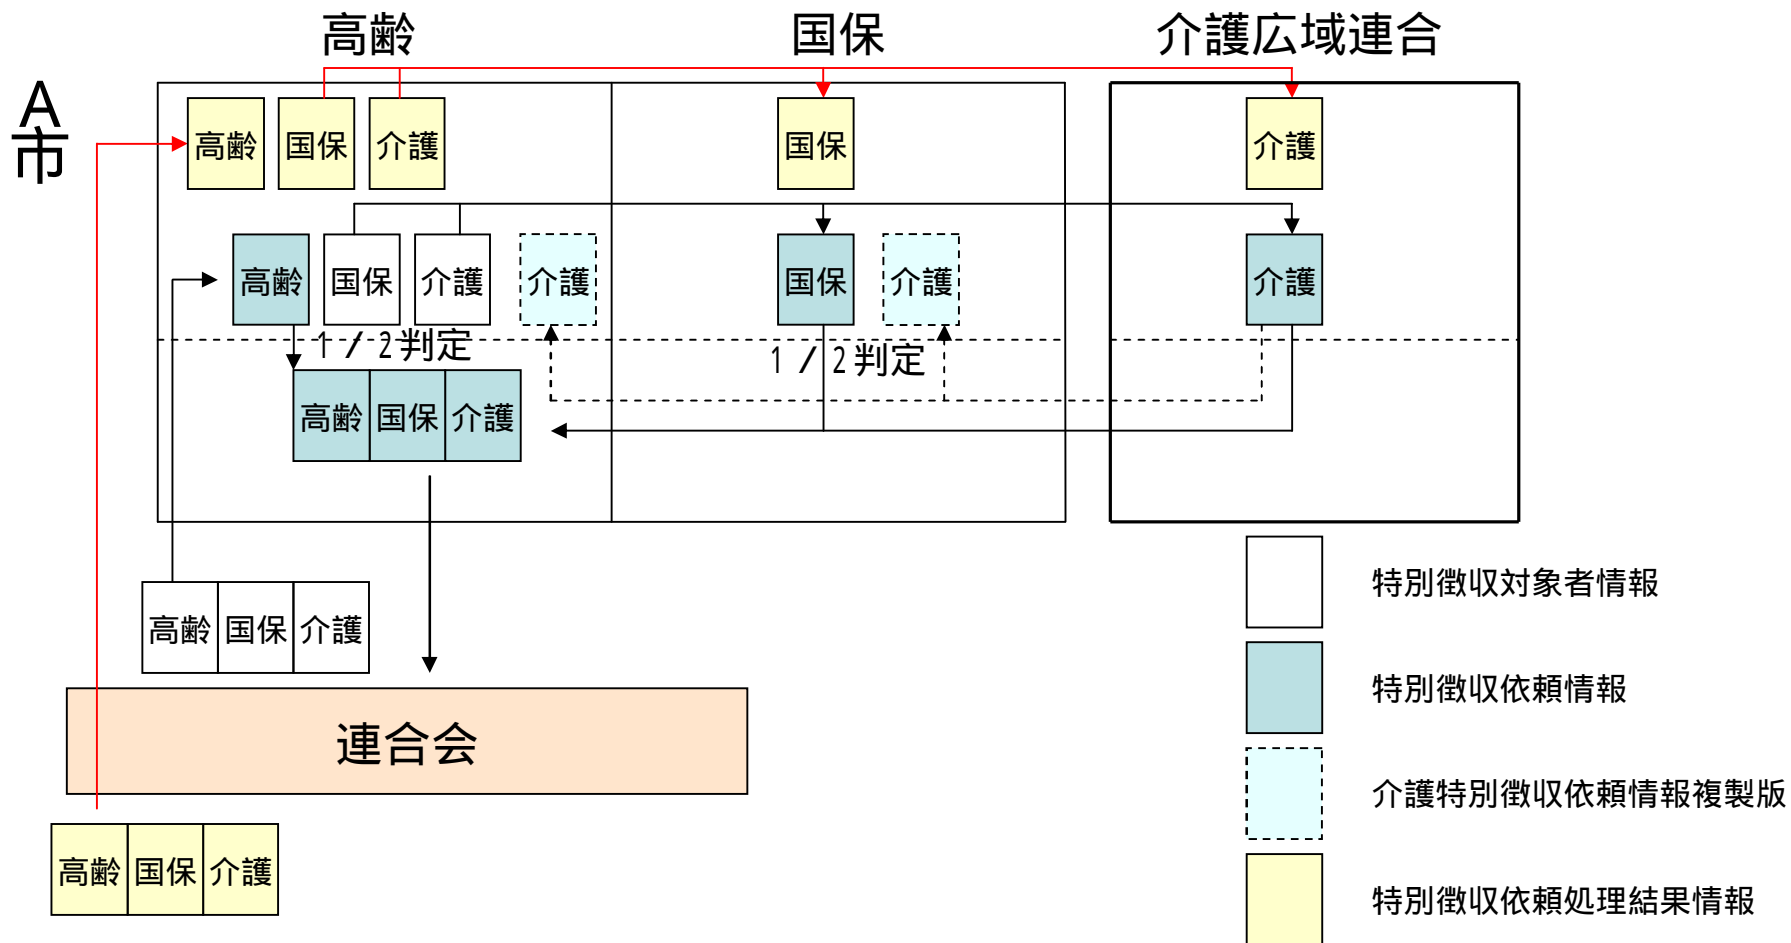 高齢
国保
介護広域連合
A市
高齢
国保
介護
国保
介護
高齢
国保
介護
介護
国保
介護
介護
1/2判定
1/2判定
高齢
国保
介護
特別徴収対象者情報
高齢
国保
介護
特別徴収依頼情報
連合会
介護特別徴収依頼情報複製版
高齢
国保
介護
特別徴収依頼処理結果情報